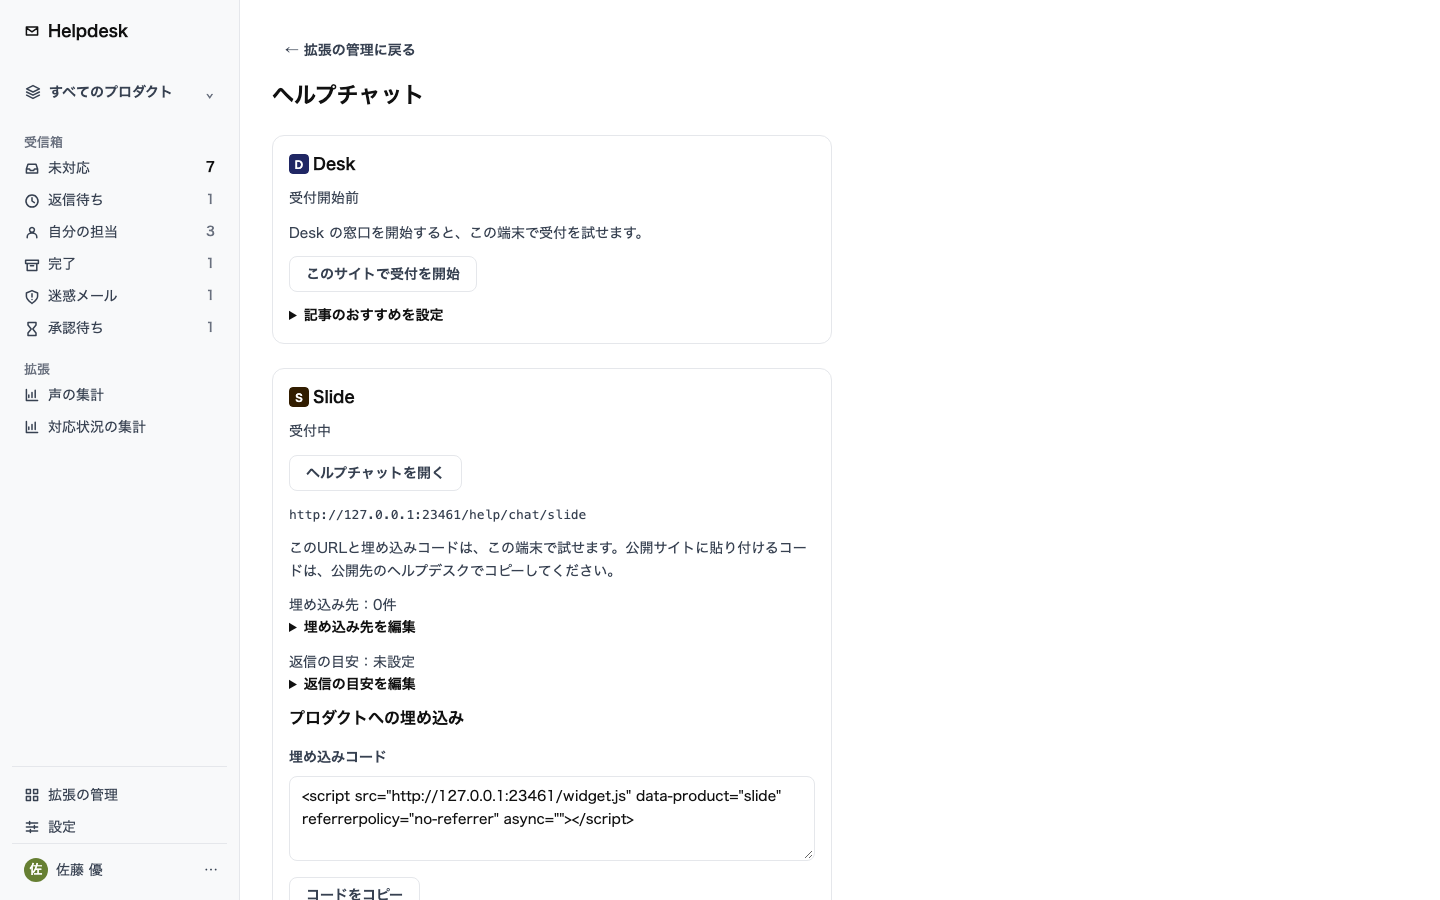 Helpdesk
すべてのプロダクト
受信箱
未対応 7
返信待ち 1
自分の担当 3
完了 1
迷惑メール 1
承認待ち 1
拡張
声の集計
対応状況の集計
拡張の管理
設定
佐 佐藤 優 …
← 拡張の管理に戻る
ヘルプチャット
D Desk
受付開始前
Desk の窓口を開始すると、この端末で受付を試せます。
このサイトで受付を開始
▶ 記事のおすすめを設定
S Slide
受付中
ヘルプチャットを開く
http://127.0.0.1:23461/help/chat/slide
このURLと埋め込みコードは、この端末で試せます。公開サイトに貼り付けるコー
ドは、公開先のヘルプデスクでコピーしてください。
埋め込み先：0件
▶ 埋め込み先を編集
返信の目安：未設定
▶ 返信の目安を編集
プロダクトへの埋め込み
埋め込みコード
<script src="http://127.0.0.1:23461/widget.js" data-product="slide"
referrerpolicy="no-referrer" async=""></script>
コードをコピー